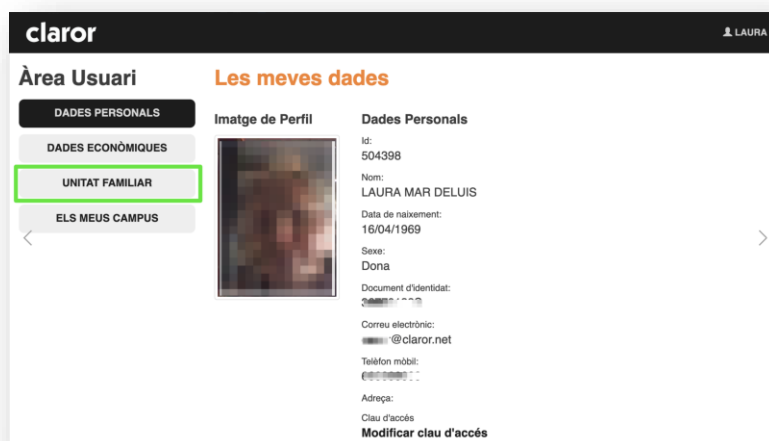 claror
LAURA
Àrea Usuari
DADES PERSONALS
DADES ECONÒMIQUES
UNITAT FAMILIAR
ELS MEUS CAMPUS
Les meves dades
Imatge de Perfil
Dades Personals
Id:
504398
Nom:
LAURA MAR DELUIS
Data de naixement:
16/04/1969
Sexe:
Dona
Document d'identidat:
Correu electrònic:
@claror.net
Telèfon mòbil:
Adreça:
Clau d'accés
Modificar clau d'accés